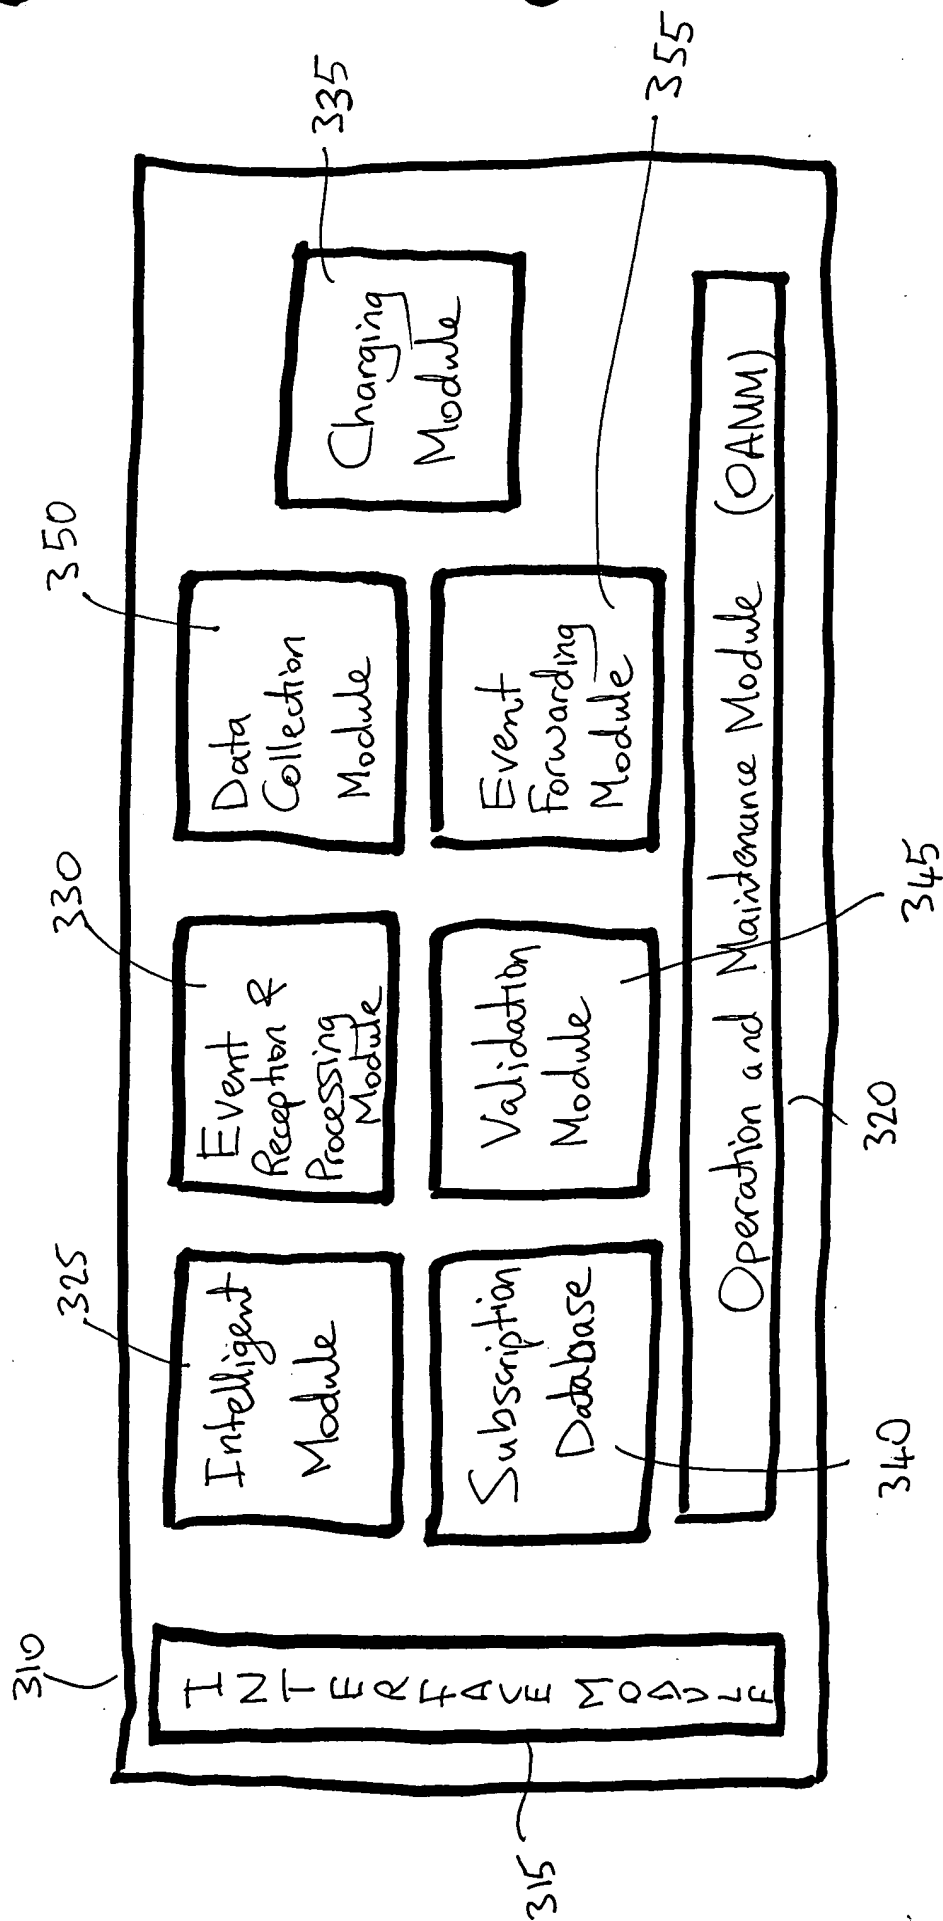 310
325
330
350
335
355
INTERFACE MODULE
Intelligent
Module
Event
Reception &
Processing
Module
Data
Collection
Module
Charging
Module
Subscription
Database
Validation
Module
Event
Forwarding
Module
Operation and Maintenance Module (OAMM)
315
340
320
345